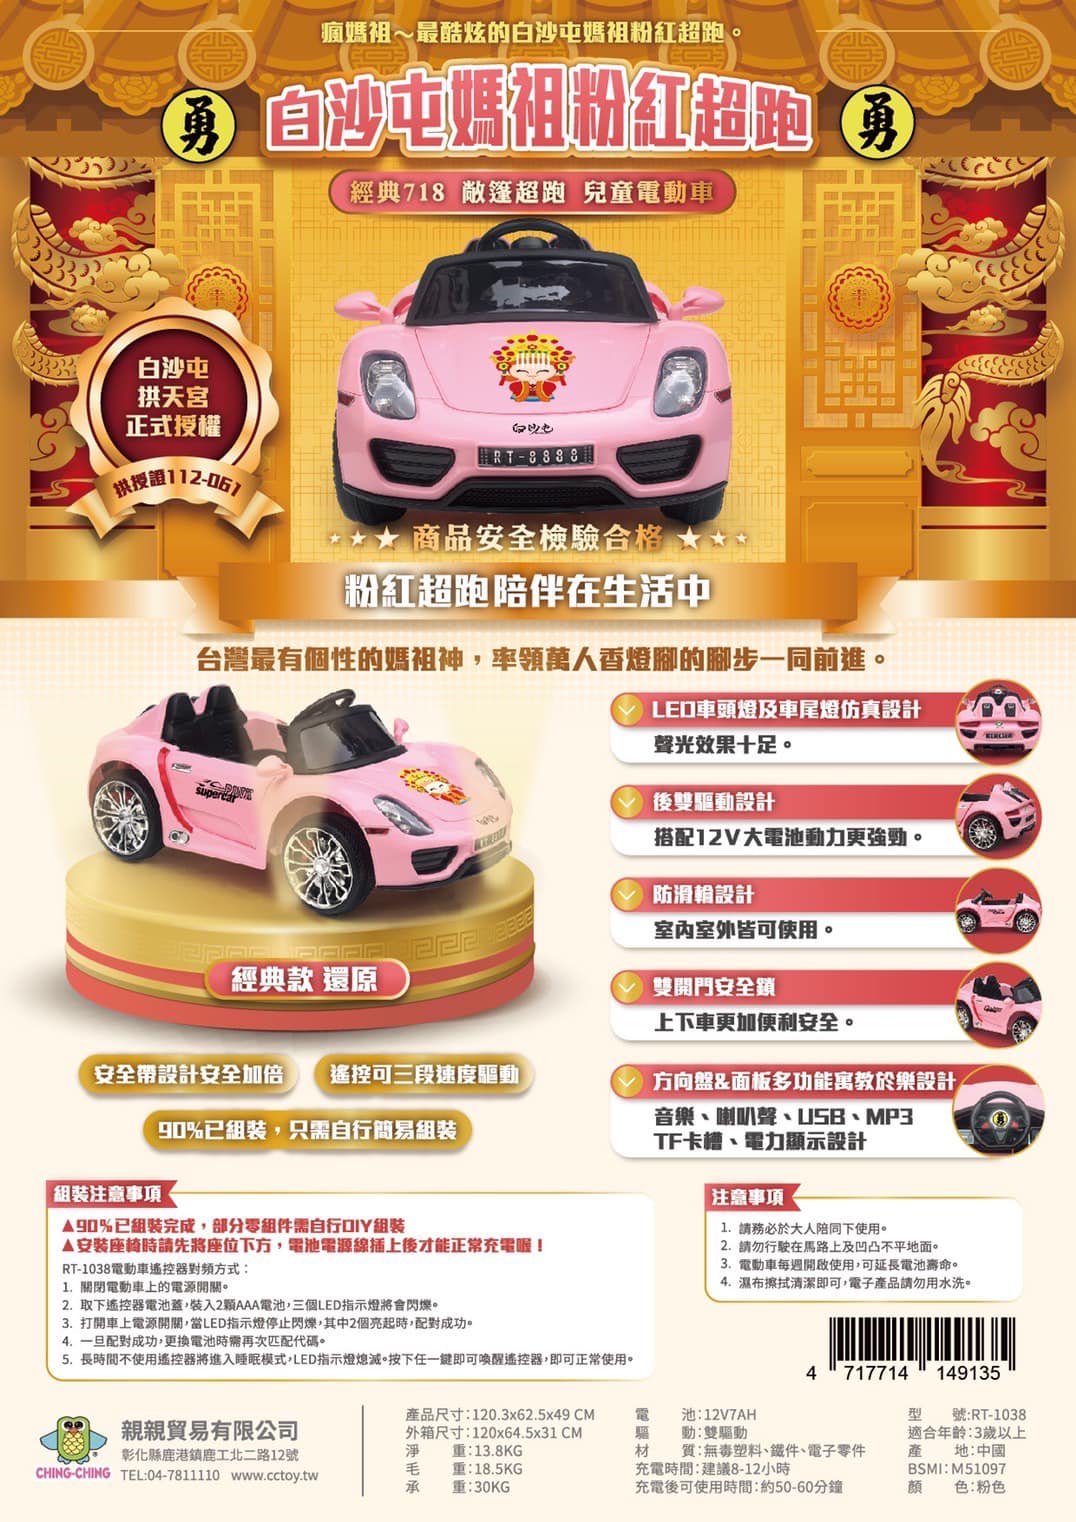 瘋媽祖～最酷炫的白沙屯媽祖粉紅超跑。
勇
白沙屯媽祖粉紅超跑
勇
經典718 敞篷超跑 兒童電動車
白沙屯
拱天宮
正式授權
拱授證112-061
白沙屯
RT-8888
商品安全檢驗合格
粉紅超跑陪伴在生活中
台灣最有個性的媽祖神，率領萬人香燈腳的腳步一同前進。
supercar
經典款 還原
安全帶設計安全加倍
遙控可三段速度驅動
90%已組裝，只需自行簡易組裝
LED車頭燈及車尾燈仿真設計
聲光效果十足。
後雙驅動設計
搭配12V大電池動力更強勁。
防滑輪設計
室內室外皆可使用。
雙開門安全鎖
上下車更加便利安全。
方向盤&面板多功能寓教於樂設計
音樂、喇叭聲、USB、MP3
TF卡槽、電力顯示設計
組裝注意事項
▲90%已組裝完成，部分零組件需自行DIY組裝
▲安裝座椅時請先將座位下方，電池電源線插上後才能正常充電喔！
RT-1038電動車遙控器對頻方式：
1. 關閉電動車上的電源開關。
2. 取下遙控器電池蓋，裝入2顆AAA電池，三個LED指示燈將會閃爍。
3. 打開車上電源開關，當LED指示燈停止閃爍，其中2個亮起時，配對成功。
4. 一旦配對成功，更換電池時需再次匹配代碼。
5. 長時間不使用遙控器將進入睡眠模式，LED指示燈熄滅。按下任一鍵即可喚醒遙控器，即可正常使用。
注意事項
1. 請務必於大人陪同下使用。
2. 請勿行駛在馬路上及凹凸不平地面。
3. 電動車每週開啟使用，可延長電池壽命。
4. 濕布擦拭清潔即可，電子產品請勿用水洗。
4 717714 149135
CHING-CHING
親親貿易有限公司
彰化縣鹿港鎮鹿工北二路12號
TEL:04-7811110 www.cctoy.tw
產品尺寸：120.3x62.5x49 CM
外箱尺寸：120x64.5x31 CM
淨 重：13.8KG
毛 重：18.5KG
承 重：30KG
電 池：12V7AH
驅 動：雙驅動
材 質：無毒塑料、鐵件、電子零件
充電時間：建議8-12小時
充電後可使用時間：約50-60分鐘
型 號：RT-1038
適合年齡：3歲以上
產 地：中國
BSMI：M51097
顏 色：粉色